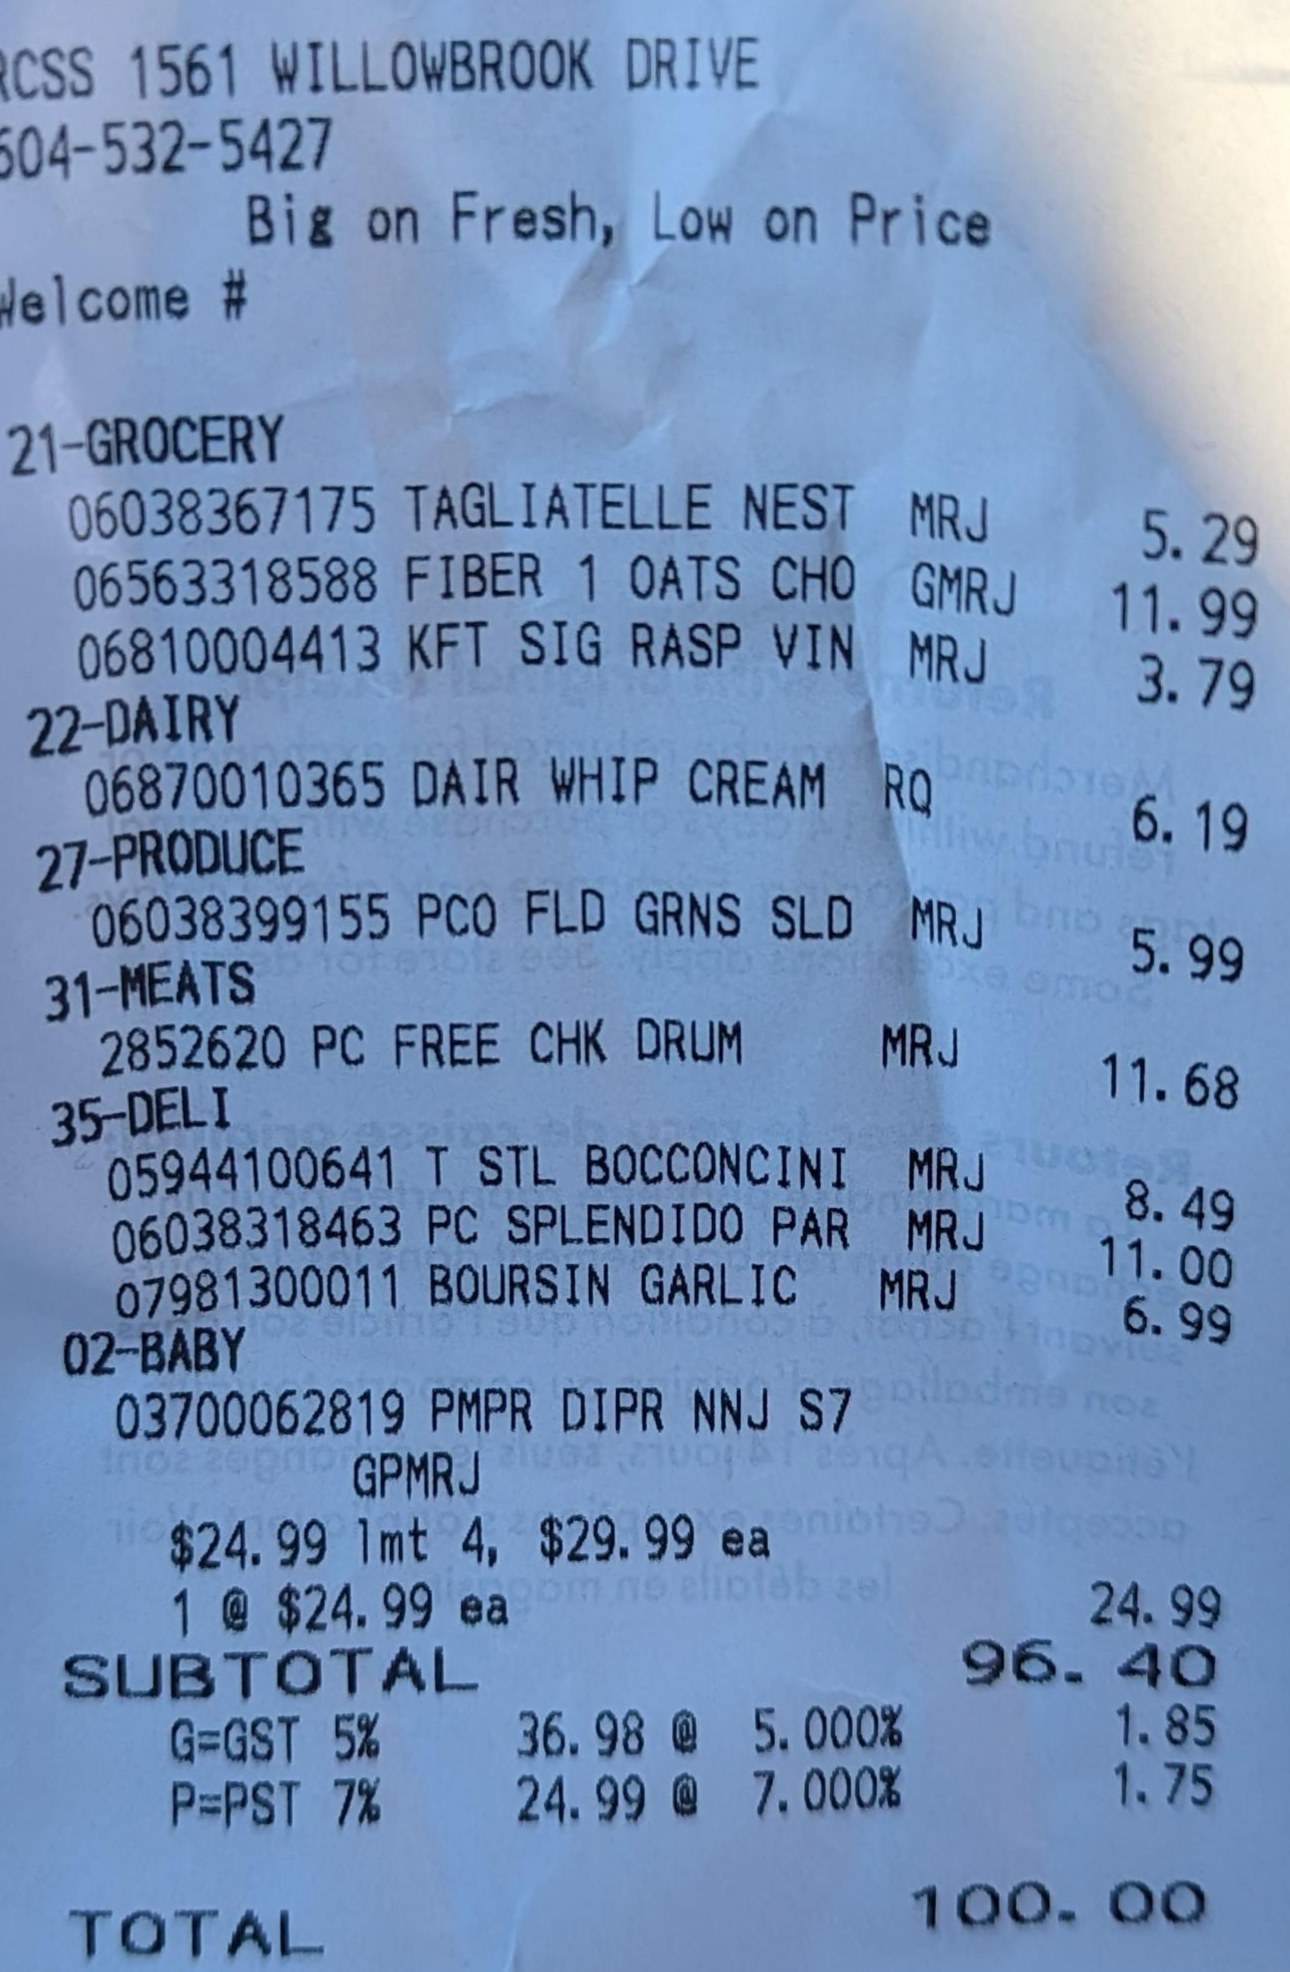 RCSS 1561 WILLOWBROOK DRIVE
604-532-5427
Big on Fresh, Low on Price
Welcome #
21-GROCERY
06038367175 TAGLIATELLE NEST MRJ 5.29
06563318588 FIBER 1 OATS CHO GMRJ 11.99
06810004413 KFT SIG RASP VIN MRJ 3.79
22-DAIRY
06870010365 DAIR WHIP CREAM RQ 6.19
27-PRODUCE
06038399155 PCO FLD GRNS SLD MRJ 5.99
31-MEATS
2852620 PC FREE CHK DRUM MRJ 11.68
35-DELI
05944100641 T STL BOCCONCINI MRJ 8.49
06038318463 PC SPLENDIDO PAR MRJ 11.00
07981300011 BOURSIN GARLIC MRJ 6.99
02-BABY
03700062819 PMPR DIPR NNJ S7
GPMRJ
$24.99 lmt 4, $29.99 ea
1 @ $24.99 ea 24.99
SUBTOTAL 96.40
G=GST 5% 36.98 @ 5.000% 1.85
P=PST 7% 24.99 @ 7.000% 1.75
TOTAL 100.00